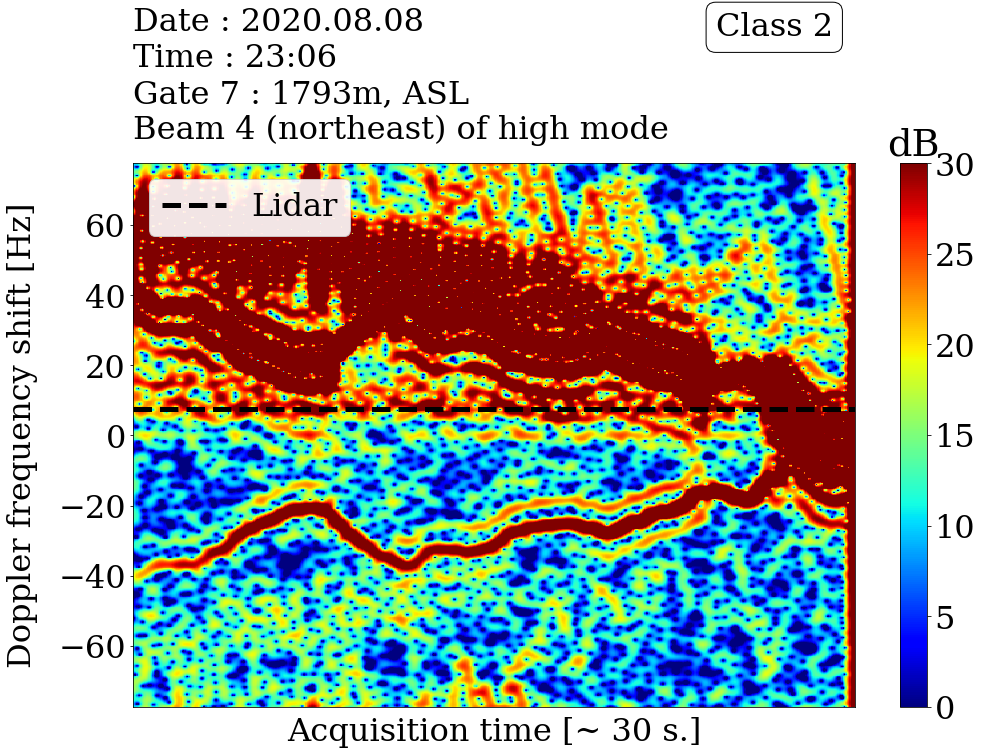 Date : 2020.08.08
Time : 23:06
Gate 7 : 1793m, ASL
Beam 4 (northeast) of high mode
Class 2
dB
Lidar
Doppler frequency shift [Hz]
60
40
20
0
−20
−40
−60
Acquisition time [~ 30 s.]
30
25
20
15
10
5
0